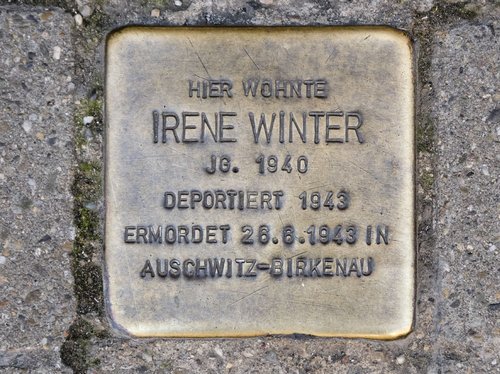 HIER WOHNTE
IRENE WINTER
JG. 1940
DEPORTIERT 1943
ERMORDET 26.6.1943 IN
AUSCHWITZ-BIRKENAU